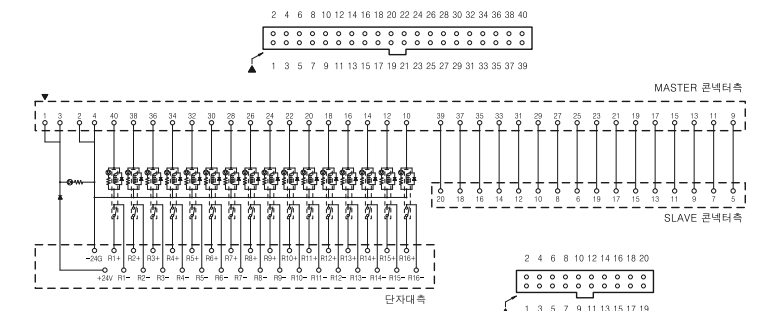 2 4 6 8 10 12 14 16 18 20 22 24 26 28 30 32 34 36 38 40
1 3 5 7 9 11 13 15 17 19 21 23 25 27 29 31 33 35 37 39
MASTER 콘넥터측
1 3 2 4 40 38 36 34 32 30 28 26 24 22 20 18 16 14 12 10 39 37 35 31 29 27 25 23 21 19 17 15 13 11 9
20 18 16 14 12 10 8 6 19 17 15 13 11 9 7 5
SLAVE 콘넥터측
-24G R1+ R2+ R3+ R4+ R5+ R6+ R7+ R8+ R9+ R10+ R11+ R12+ R13+ R14+ R15+ R16+
+24V R1- R2- R3- R4- R5- R6- R7- R8- R9- R10- R11- R12- R13- R14- R15- R16-
단자대측
2 4 6 8 10 12 14 16 18 20
1 3 5 7 9 11 13 15 17 19